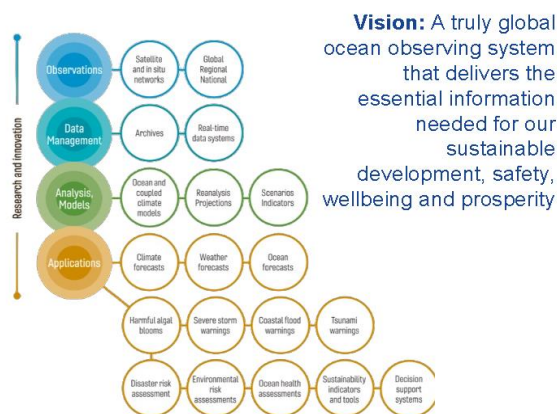 Vision: A truly global
ocean observing system
that delivers the
essential information
needed for our
sustainable
development, safety,
wellbeing and prosperity
Research and innovation
Observations
Satellite
and in situ
networks
Global
Regional
National
Data
Management
Archives
Real-time
data systems
Analysis,
Models
Ocean and
coupled
climate
models
Reanalysis
Projections
Scenarios
Indicators
Applications
Climate
forecasts
Weather
forecasts
Ocean
forecasts
Harmful algal
blooms
Severe storm
warnings
Coastal flood
warnings
Tsunami
warnings
Disaster risk
assessment
Environmental
risk
assessments
Ocean health
assessments
Sustainability
indicators
and tools
Decision
support
systems